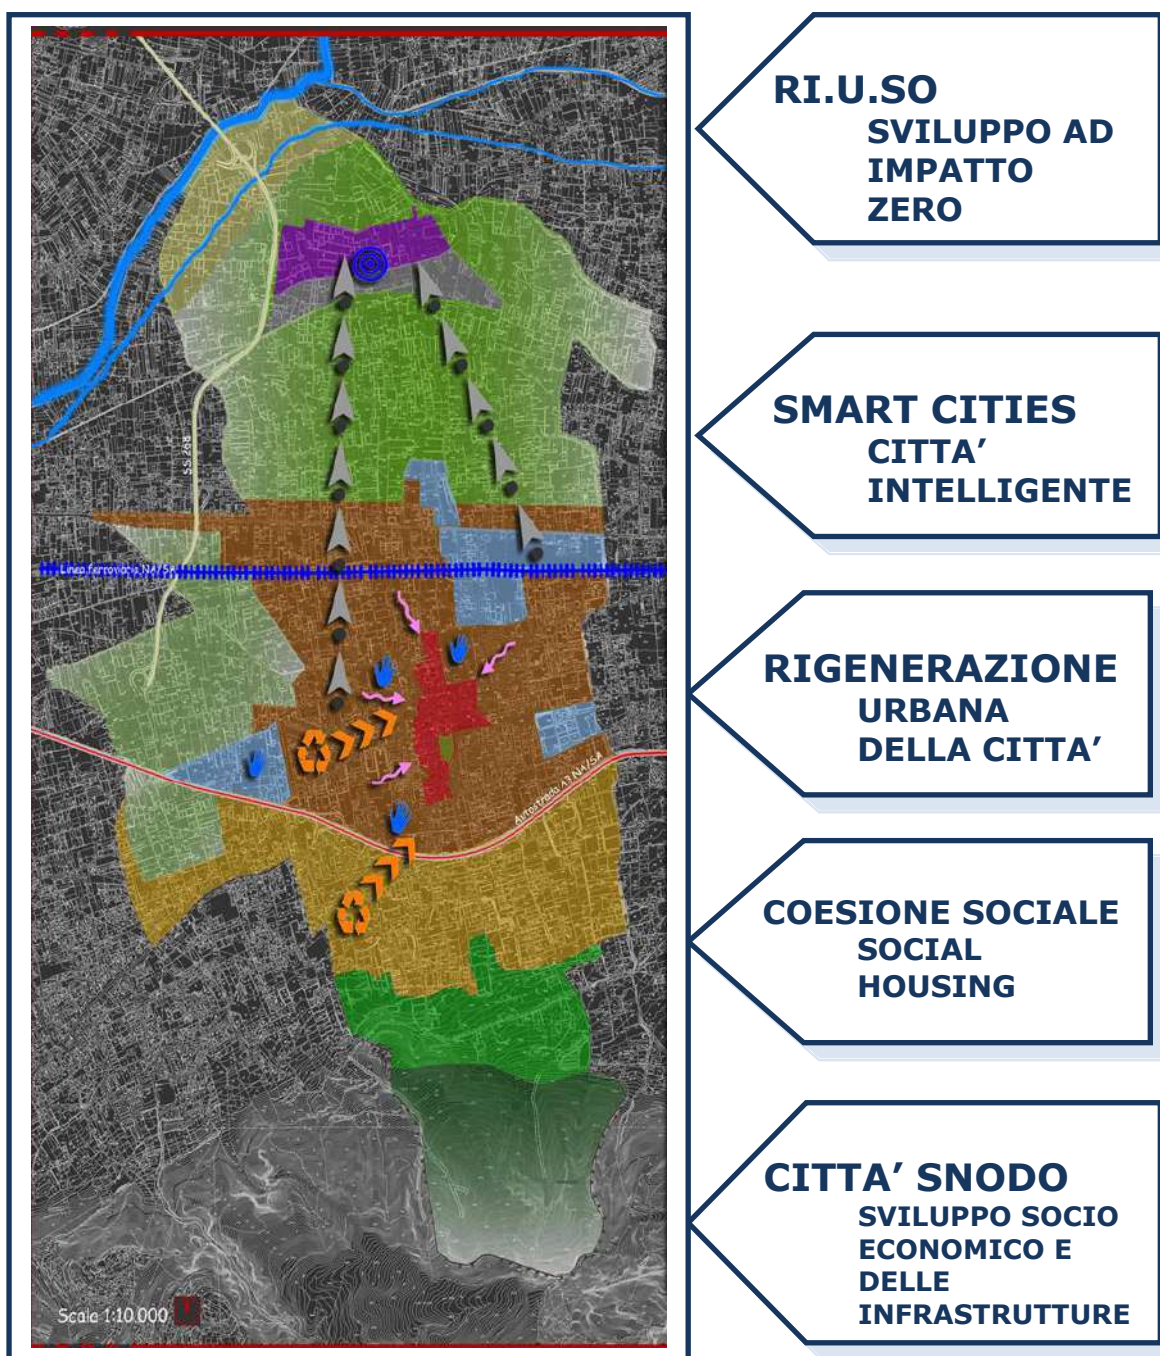 RI.U.SO
SVILUPPO AD
IMPATTO
ZERO
SMART CITIES
CITTA’
INTELLIGENTE
RIGENERAZIONE
URBANA
DELLA CITTA’
COESIONE SOCIALE
SOCIAL
HOUSING
CITTA’ SNODO
SVILUPPO SOCIO
ECONOMICO E
DELLE
INFRASTRUTTURE
SS 268
Linea ferroviaria NA/SA
Autostrada A3 NA/SA
Scala 1:10.000